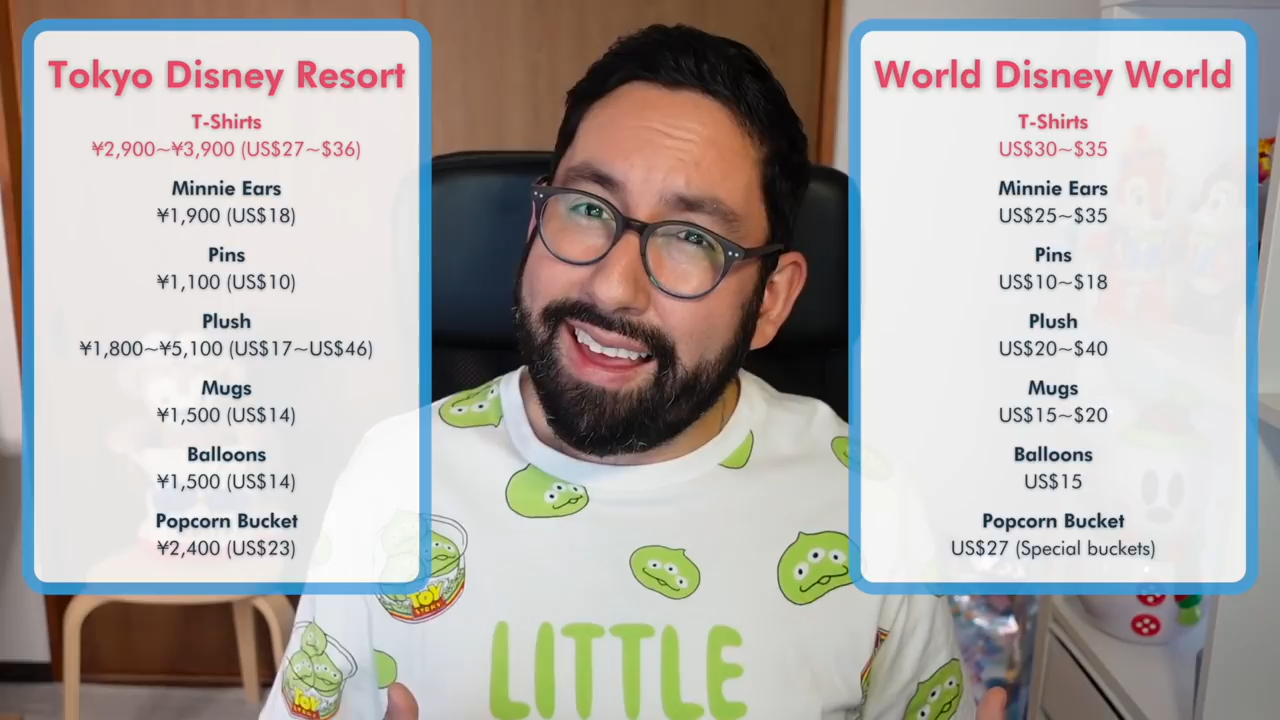 Tokyo Disney Resort
T-Shirts
¥2,900~¥3,900 (US$27~$36)
Minnie Ears
¥1,900 (US$18)
Pins
¥1,100 (US$10)
Plush
¥1,800~¥5,100 (US$17~US$46)
Mugs
¥1,500 (US$14)
Balloons
¥1,500 (US$14)
Popcorn Bucket
¥2,400 (US$23)
World Disney World
T-Shirts
US$30~$35
Minnie Ears
US$25~$35
Pins
US$10~$18
Plush
US$20~$40
Mugs
US$15~$20
Balloons
US$15
Popcorn Bucket
US$27 (Special buckets)
TOY
STORY
LITTLE
TOY